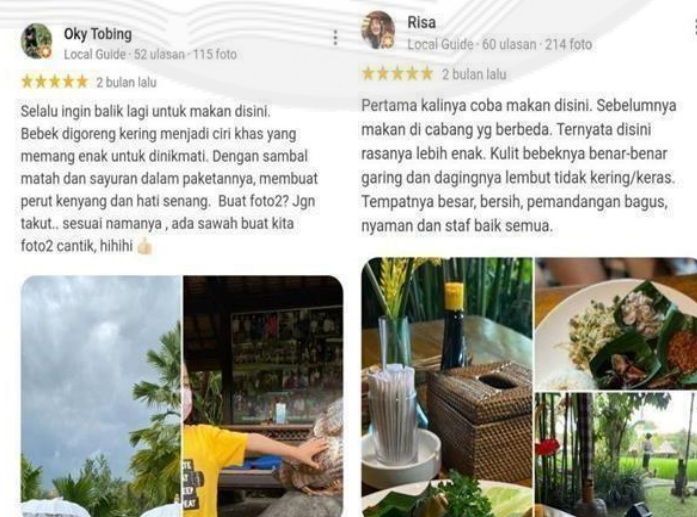 Oky Tobing
Local Guide · 52 ulasan · 115 foto
2 bulan lalu
Selalu ingin balik lagi untuk makan disini.
Bebek digoreng kering menjadi ciri khas yang
memang enak untuk dinikmati. Dengan sambal
matah dan sayuran dalam paketannya, membuat
perut kenyang dan hati senang.  Buat foto2? Jgn
takut.. sesuai namanya , ada sawah buat kita
foto2 cantik, hihihi 👍🏻
Risa
Local Guide · 60 ulasan · 214 foto
2 bulan lalu
Pertama kalinya coba makan disini. Sebelumnya
makan di cabang yg berbeda. Ternyata disini
rasanya lebih enak. Kulit bebeknya benar-benar
garing dan dagingnya lembut tidak kering/keras.
Tempatnya besar, bersih, pemandangan bagus,
nyaman dan staf baik semua.